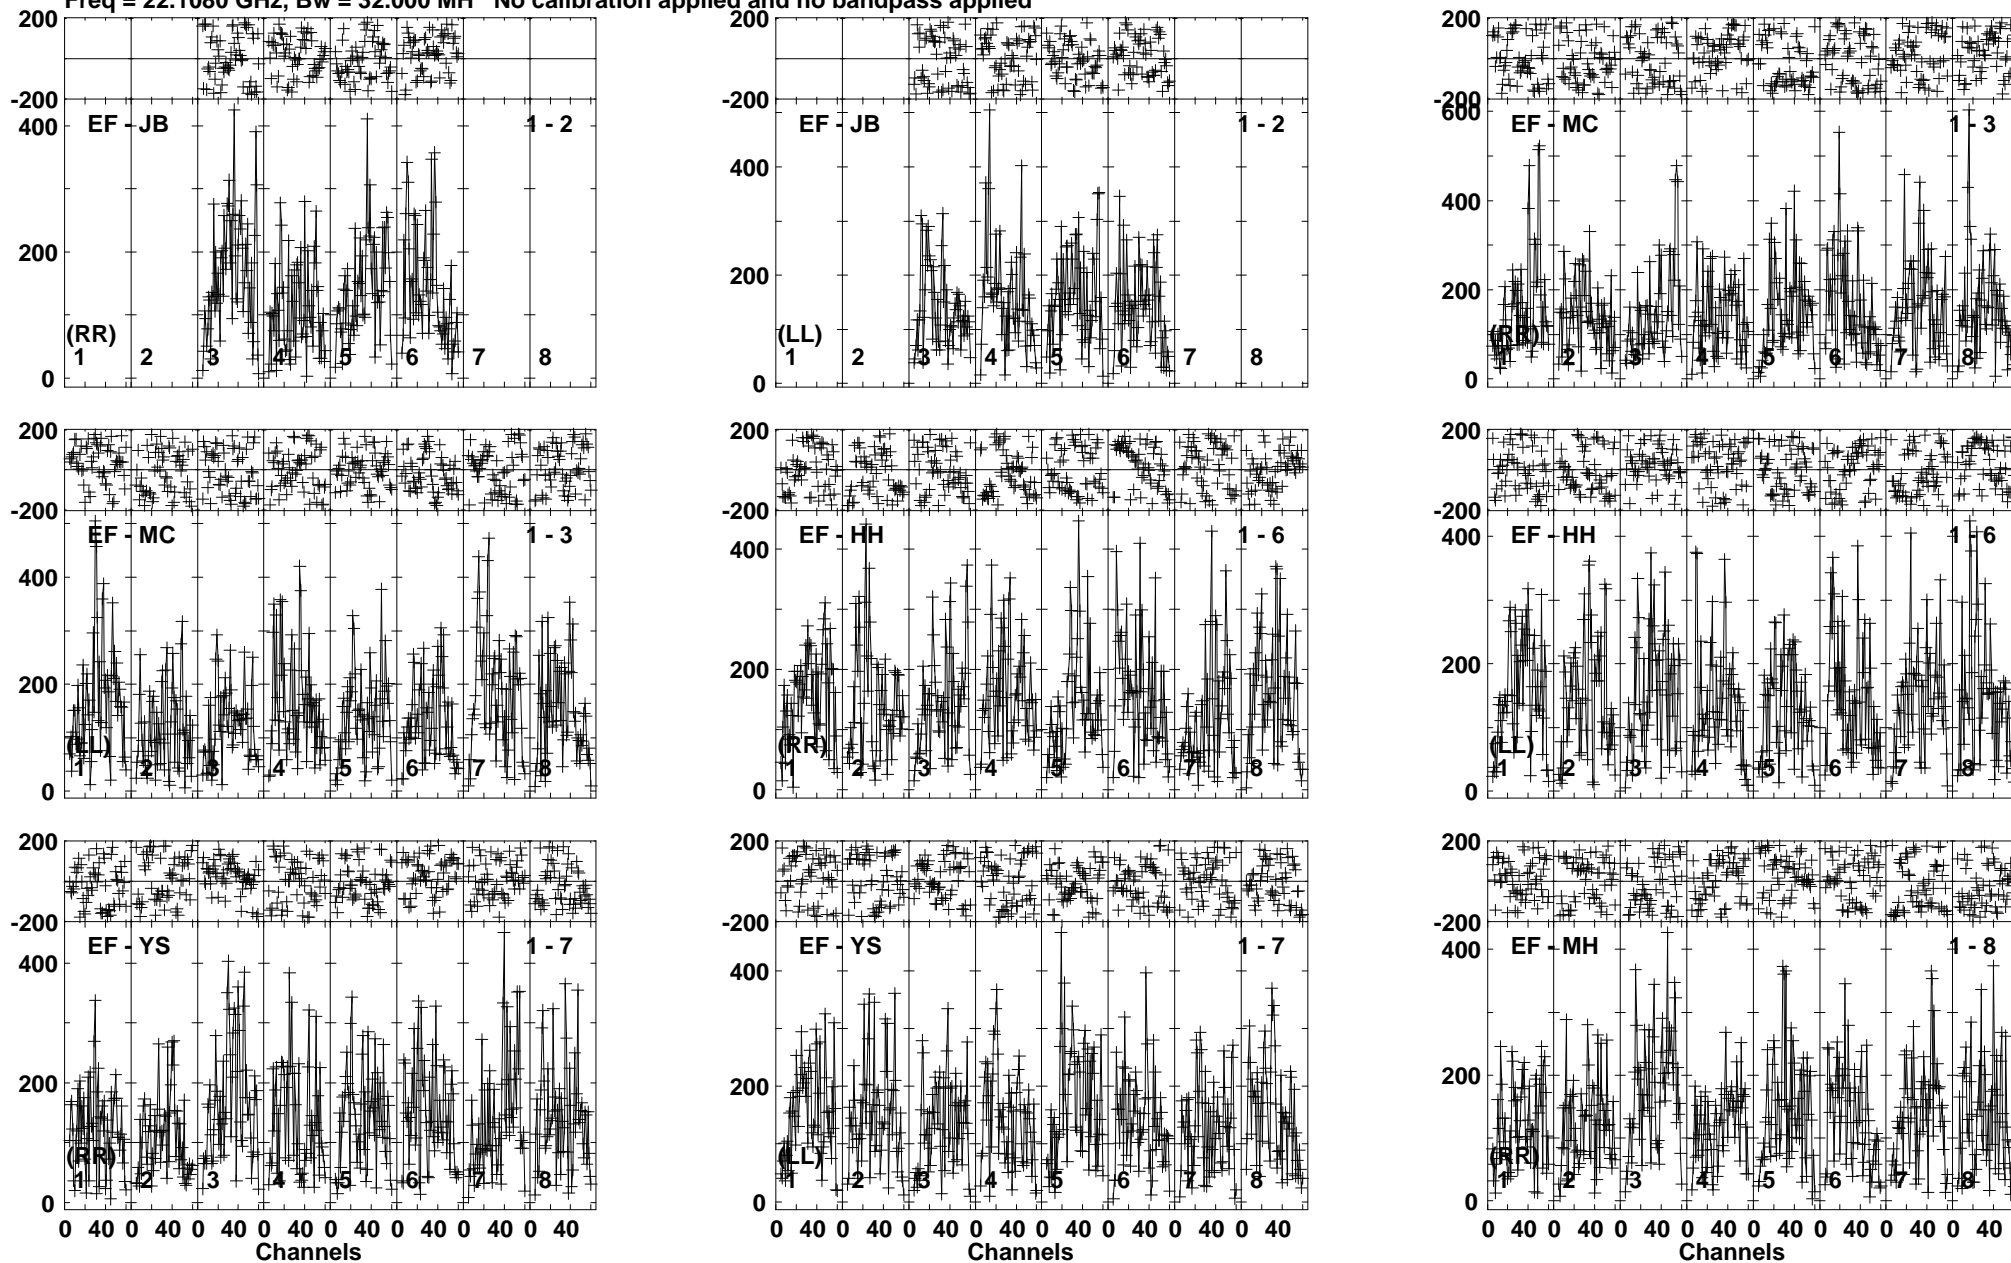 Freq = 22.1080 GHz, Bw = 32.000 MH No calibration applied and no bandpass applied
200 200 200
-200 -200 -200
EF - JB 1 - 2 EF - JB 1 - 2 EF - MC 1 - 3
600
400 400 400
200 200 200
(RR) (LL) (RR)
1 2 3 4 5 6 7 8 1 2 3 4 5 6 7 8 1 2 3 4 5 6 7 8
0 0 0
200 200 200
-200 -200 -200
EF - MC 1 - 3 EF - HH 1 - 6 EF - HH 1 - 6
400 400 400
200 200 200
(LL) (RR) (LL)
1 2 3 4 5 6 7 8 1 2 3 4 5 6 7 8 1 2 3 4 5 6 7 8
0 0 0
200 200 200
-200 -200 -200
EF - YS 1 - 7 EF - YS 1 - 7 EF - MH 1 - 8
400 400 400
200 200 200
(RR) (LL) (RR)
1 2 3 4 5 6 7 8 1 2 3 4 5 6 7 8 1 2 3 4 5 6 7 8
0 0 0
0 40 0 40 0 40 0 40 0 40 0 40 0 40 0 40 0 40 0 40 0 40 0 40 0 40 0 40 0 40 0 40 0 40 0 40 0 40 0 40 0 40 0 40 0 40 0 40
Channels Channels Channels